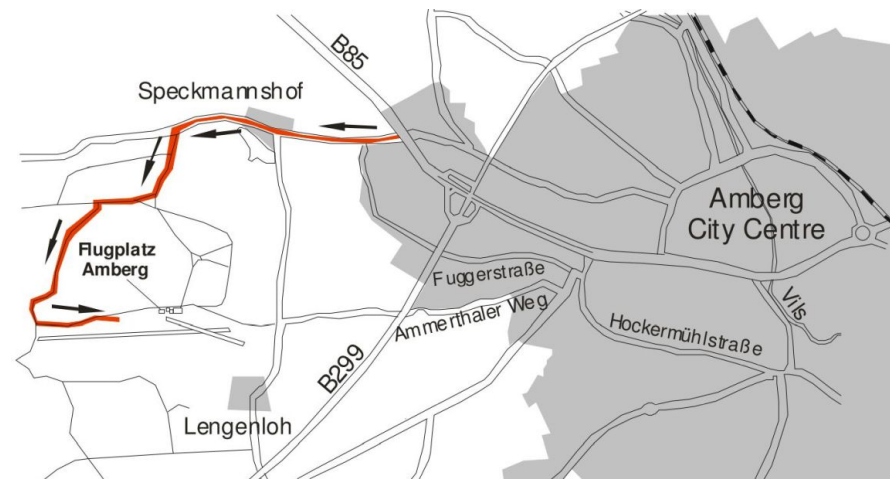 B85
Speckmannshof
Amberg
City Centre
Flugplatz
Amberg
Fuggerstraße
Ammerthaler Weg
Vils
Hockermühlstraße
B299
Lengenloh